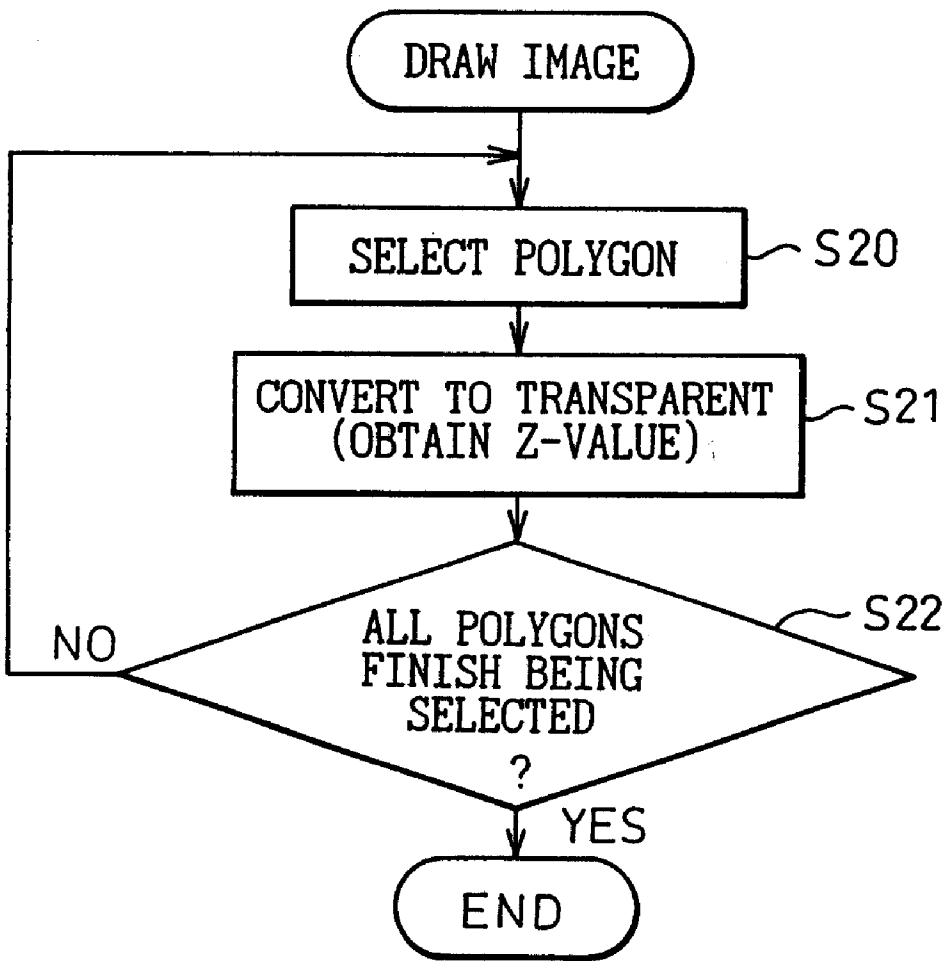 DRAW IMAGE
SELECT POLYGON
S20
CONVERT TO TRANSPARENT
(OBTAIN Z-VALUE)
S21
ALL POLYGONS
FINISH BEING
SELECTED
?
S22
NO
YES
END